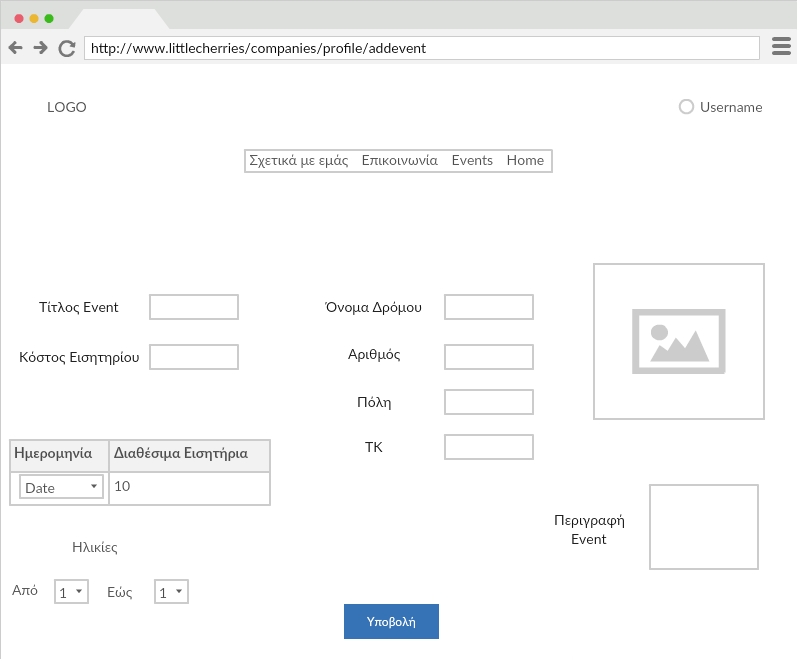 http://www.littlecherries/companies/profile/addevent
LOGO
Username
Σχετικά με εμάς Επικοινωνία Events Home
Τίτλος Event
Όνομα Δρόμου
Κόστος Εισητηρίου
Αριθμός
Πόλη
ΤΚ
Ημερομηνία Διαθέσιμα Εισητήρια
Date 10
Περιγραφή
Event
Ηλικίες
Από 1 Εώς 1
Υποβολή